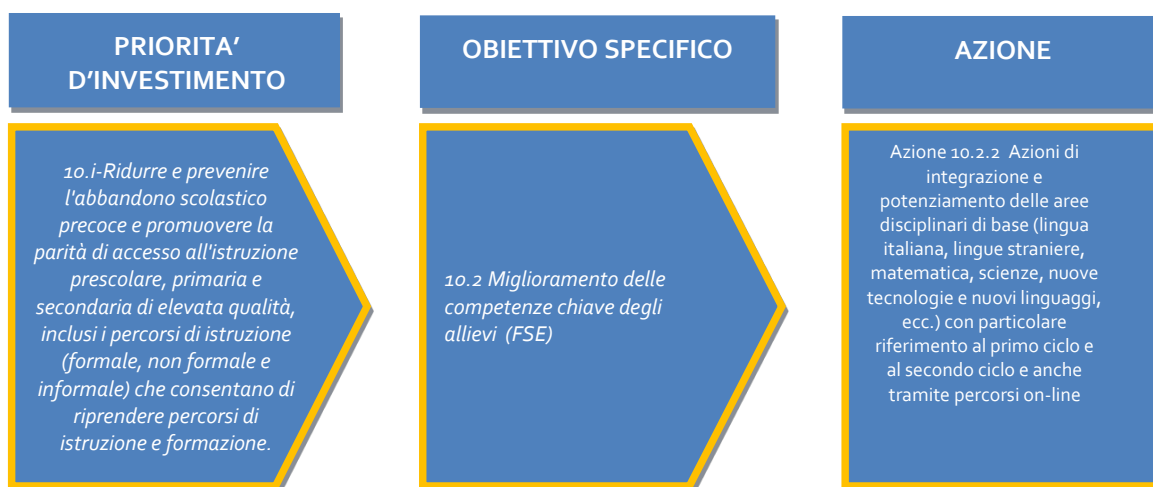 PRIORITA’
D’INVESTIMENTO
10.i-Ridurre e prevenire
l'abbandono scolastico
precoce e promuovere la
parità di accesso all'istruzione
prescolare, primaria e
secondaria di elevata qualità,
inclusi i percorsi di istruzione
(formale, non formale e
informale) che consentano di
riprendere percorsi di
istruzione e formazione.
OBIETTIVO SPECIFICO
10.2 Miglioramento delle
competenze chiave degli
allievi (FSE)
AZIONE
Azione 10.2.2 Azioni di
integrazione e
potenziamento delle aree
disciplinari di base (lingua
italiana, lingue straniere,
matematica, scienze, nuove
tecnologie e nuovi linguaggi,
ecc.) con particolare
riferimento al primo ciclo e
al secondo ciclo e anche
tramite percorsi on-line